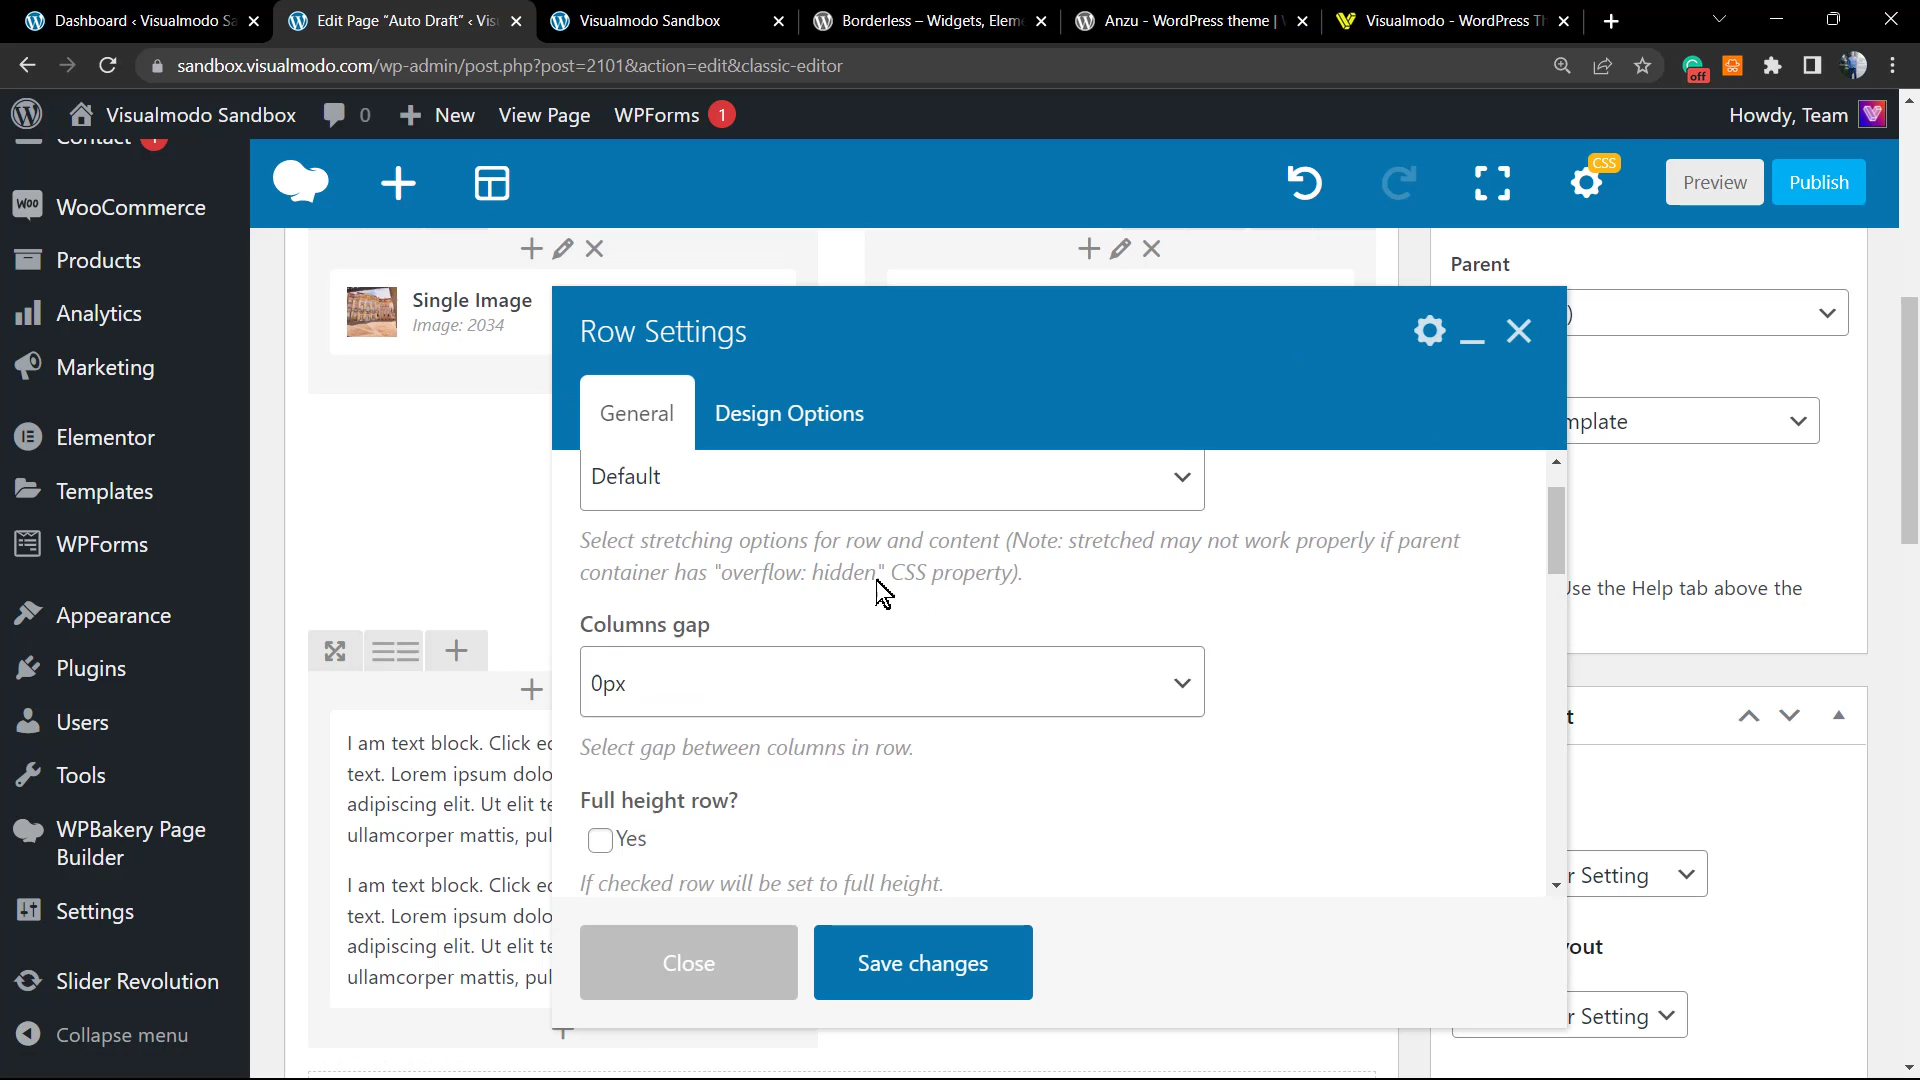 Dashboard ‹ Visualmodo Sa
Edit Page “Auto Draft” ‹ Vis
Visualmodo Sandbox
Borderless – Widgets, Elem
Anzu - WordPress theme |
Visualmodo - WordPress Th
sandbox.visualmodo.com/wp-admin/post.php?post=2101&action=edit&classic-editor
off
Visualmodo Sandbox
0
New
View Page
WPForms 1
Howdy, Team
Contact
WooCommerce
Products
Analytics
Marketing
Elementor
Templates
WPForms
Appearance
Plugins
Users
Tools
WPBakery Page
Builder
Settings
Slider Revolution
Collapse menu
CSS
Preview
Publish
Single Image
Image: 2034
I am text block. Click ed
text. Lorem ipsum dolo
adipiscing elit. Ut elit te
ullamcorper mattis, pul
I am text block. Click ed
text. Lorem ipsum dolo
adipiscing elit. Ut elit te
ullamcorper mattis, pul
Row Settings
General
Design Options
Default
Select stretching options for row and content (Note: stretched may not work properly if parent
container has "overflow: hidden" CSS property).
Columns gap
0px
Select gap between columns in row.
Full height row?
Yes
If checked row will be set to full height.
Close
Save changes
Parent
)
mplate
Use the Help tab above the
t
r Setting
out
r Setting